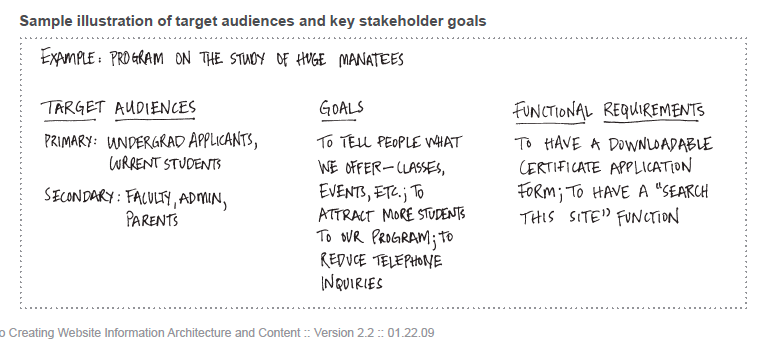 Sample illustration of target audiences and key stakeholder goals
EXAMPLE: PROGRAM ON THE STUDY OF HUGE MANATEES
TARGET AUDIENCES
PRIMARY: UNDERGRAD APPLICANTS,
CURRENT STUDENTS
SECONDARY: FACULTY, ADMIN,
PARENTS
GOALS
TO TELL PEOPLE WHAT
WE OFFER—CLASSES,
EVENTS, ETC.; TO
ATTRACT MORE STUDENTS
TO OUR PROGRAM; TO
REDUCE TELEPHONE
INQUIRIES
FUNCTIONAL REQUIREMENTS
TO HAVE A DOWNLOADABLE
CERTIFICATE APPLICATION
FORM; TO HAVE A "SEARCH
THIS SITE" FUNCTION
o Creating Website Information Architecture and Content :: Version 2.2 :: 01.22.09